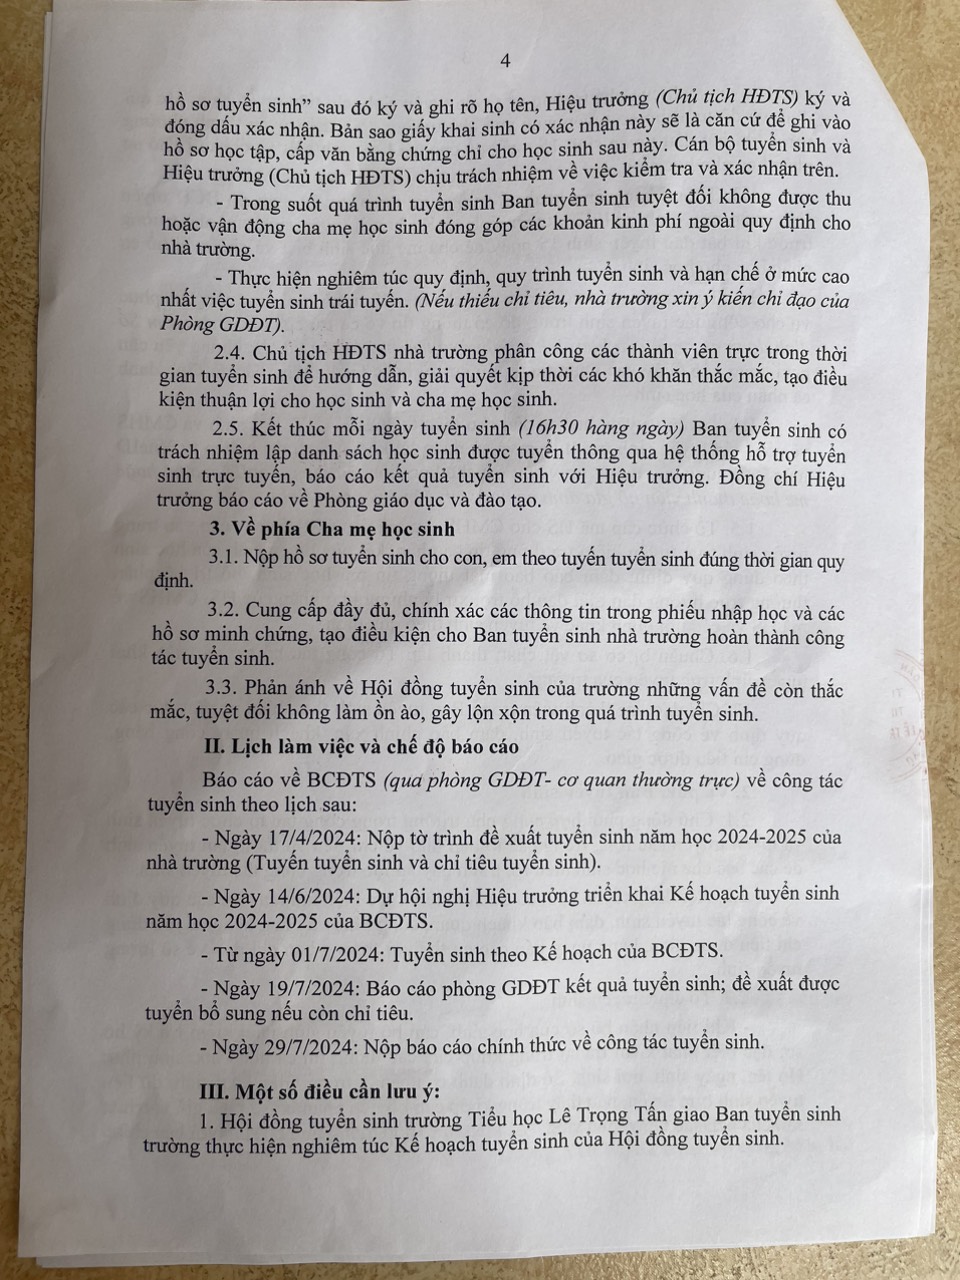 4
hồ sơ tuyển sinh” sau đó ký và ghi rõ họ tên, Hiệu trưởng (Chủ tịch HĐTS) ký và
đóng dấu xác nhận. Bản sao giấy khai sinh có xác nhận này sẽ là căn cứ để ghi vào
hồ sơ học tập, cấp văn bằng chứng chỉ cho học sinh sau này. Cán bộ tuyển sinh và
Hiệu trưởng (Chủ tịch HĐTS) chịu trách nhiệm về việc kiểm tra và xác nhận trên.
- Trong suốt quá trình tuyển sinh Ban tuyển sinh tuyệt đối không được thu
hoặc vận động cha mẹ học sinh đóng góp các khoản kinh phí ngoài quy định cho
nhà trường.
- Thực hiện nghiêm túc quy định, quy trình tuyển sinh và hạn chế ở mức cao
nhất việc tuyển sinh trái tuyến. (Nếu thiếu chỉ tiêu, nhà trường xin ý kiến chỉ đạo của
Phòng GDĐT).
2.4. Chủ tịch HĐTS nhà trường phân công các thành viên trực trong thời
gian tuyển sinh để hướng dẫn, giải quyết kịp thời các khó khăn thắc mắc, tạo điều
kiện thuận lợi cho học sinh và cha mẹ học sinh.
2.5. Kết thúc mỗi ngày tuyển sinh (16h30 hàng ngày) Ban tuyển sinh có
trách nhiệm lập danh sách học sinh được tuyển thông qua hệ thống hỗ trợ tuyển
sinh trực tuyến, báo cáo kết quả tuyển sinh với Hiệu trưởng. Đồng chí Hiệu
trưởng báo cáo về Phòng giáo dục và đào tạo.
3. Về phía Cha mẹ học sinh
3.1. Nộp hồ sơ tuyển sinh cho con, em theo tuyến tuyển sinh đúng thời gian quy
định.
3.2. Cung cấp đầy đủ, chính xác các thông tin trong phiếu nhập học và các
hồ sơ minh chứng, tạo điều kiện cho Ban tuyển sinh nhà trường hoàn thành công
tác tuyển sinh.
3.3. Phản ánh về Hội đồng tuyển sinh của trường những vấn đề còn thắc
mắc, tuyệt đối không làm ồn ào, gây lộn xộn trong quá trình tuyển sinh.
II. Lịch làm việc và chế độ báo cáo
Báo cáo về BCĐTS (qua phòng GDĐT- cơ quan thường trực) về công tác
tuyển sinh theo lịch sau:
- Ngày 17/4/2024: Nộp tờ trình đề xuất tuyển sinh năm học 2024-2025 của
nhà trường (Tuyến tuyển sinh và chỉ tiêu tuyển sinh).
- Ngày 14/6/2024: Dự hội nghị Hiệu trưởng triển khai Kế hoạch tuyển sinh
năm học 2024-2025 của BCĐTS.
- Từ ngày 01/7/2024: Tuyển sinh theo Kế hoạch của BCĐTS.
- Ngày 19/7/2024: Báo cáo phòng GDĐT kết quả tuyển sinh; đề xuất được
tuyển bổ sung nếu còn chỉ tiêu.
- Ngày 29/7/2024: Nộp báo cáo chính thức về công tác tuyển sinh.
III. Một số điều cần lưu ý:
1. Hội đồng tuyển sinh trường Tiểu học Lê Trọng Tấn giao Ban tuyển sinh
trường thực hiện nghiêm túc Kế hoạch tuyển sinh của Hội đồng tuyển sinh.